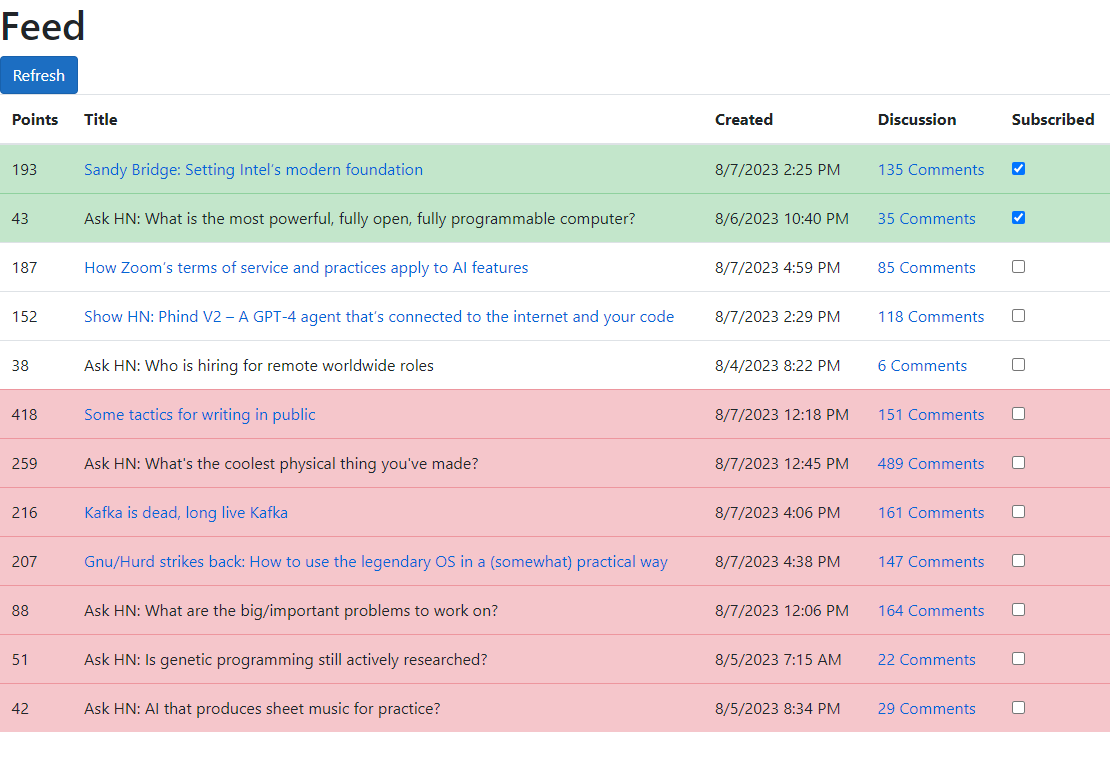 Feed
Refresh
Points Title Created Discussion Subscribed
193 Sandy Bridge: Setting Intel's modern foundation 8/7/2023 2:25 PM 135 Comments
43 Ask HN: What is the most powerful, fully open, fully programmable computer? 8/6/2023 10:40 PM 35 Comments
187 How Zoom's terms of service and practices apply to AI features 8/7/2023 4:59 PM 85 Comments
152 Show HN: Phind V2 – A GPT-4 agent that's connected to the internet and your code 8/7/2023 2:29 PM 118 Comments
38 Ask HN: Who is hiring for remote worldwide roles 8/4/2023 8:22 PM 6 Comments
418 Some tactics for writing in public 8/7/2023 12:18 PM 151 Comments
259 Ask HN: What's the coolest physical thing you've made? 8/7/2023 12:45 PM 489 Comments
216 Kafka is dead, long live Kafka 8/7/2023 4:06 PM 161 Comments
207 Gnu/Hurd strikes back: How to use the legendary OS in a (somewhat) practical way 8/7/2023 4:38 PM 147 Comments
88 Ask HN: What are the big/important problems to work on? 8/7/2023 12:06 PM 164 Comments
51 Ask HN: Is genetic programming still actively researched? 8/5/2023 7:15 AM 22 Comments
42 Ask HN: AI that produces sheet music for practice? 8/5/2023 8:34 PM 29 Comments